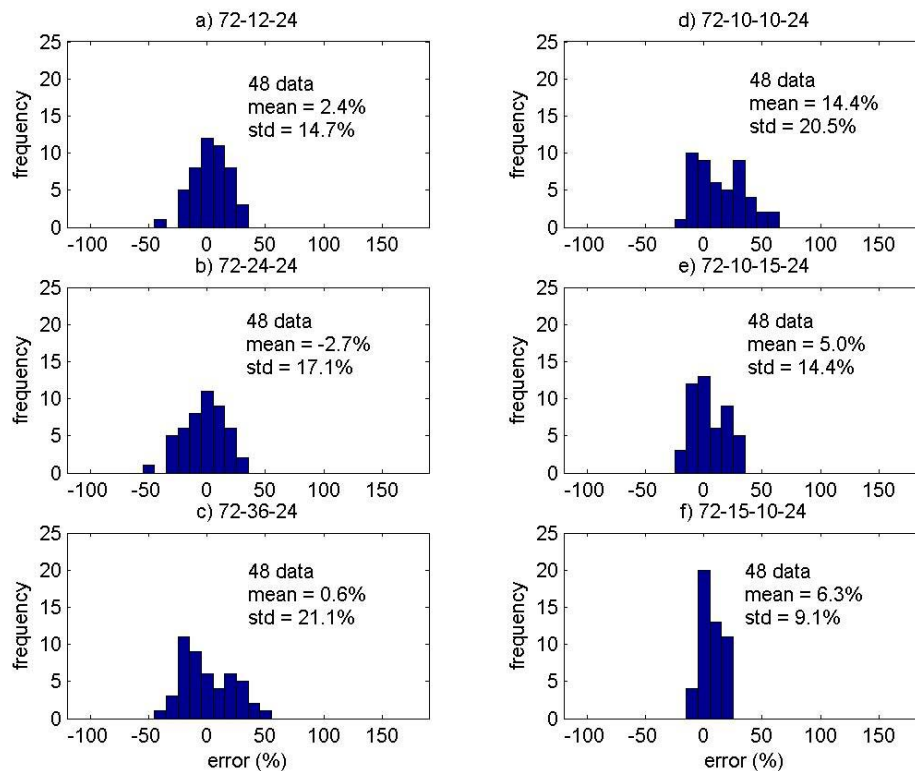 a) 72-12-24
25
20
15
10
5
0
frequency
48 data
mean = 2.4%
std = 14.7%
-100 -50 0 50 100 150
b) 72-24-24
25
20
15
10
5
0
frequency
48 data
mean = -2.7%
std = 17.1%
-100 -50 0 50 100 150
c) 72-36-24
25
20
15
10
5
0
frequency
48 data
mean = 0.6%
std = 21.1%
-100 -50 0 50 100 150
error (%)
d) 72-10-10-24
25
20
15
10
5
0
frequency
48 data
mean = 14.4%
std = 20.5%
-100 -50 0 50 100 150
e) 72-10-15-24
25
20
15
10
5
0
frequency
48 data
mean = 5.0%
std = 14.4%
-100 -50 0 50 100 150
f) 72-15-10-24
25
20
15
10
5
0
frequency
48 data
mean = 6.3%
std = 9.1%
-100 -50 0 50 100 150
error (%)